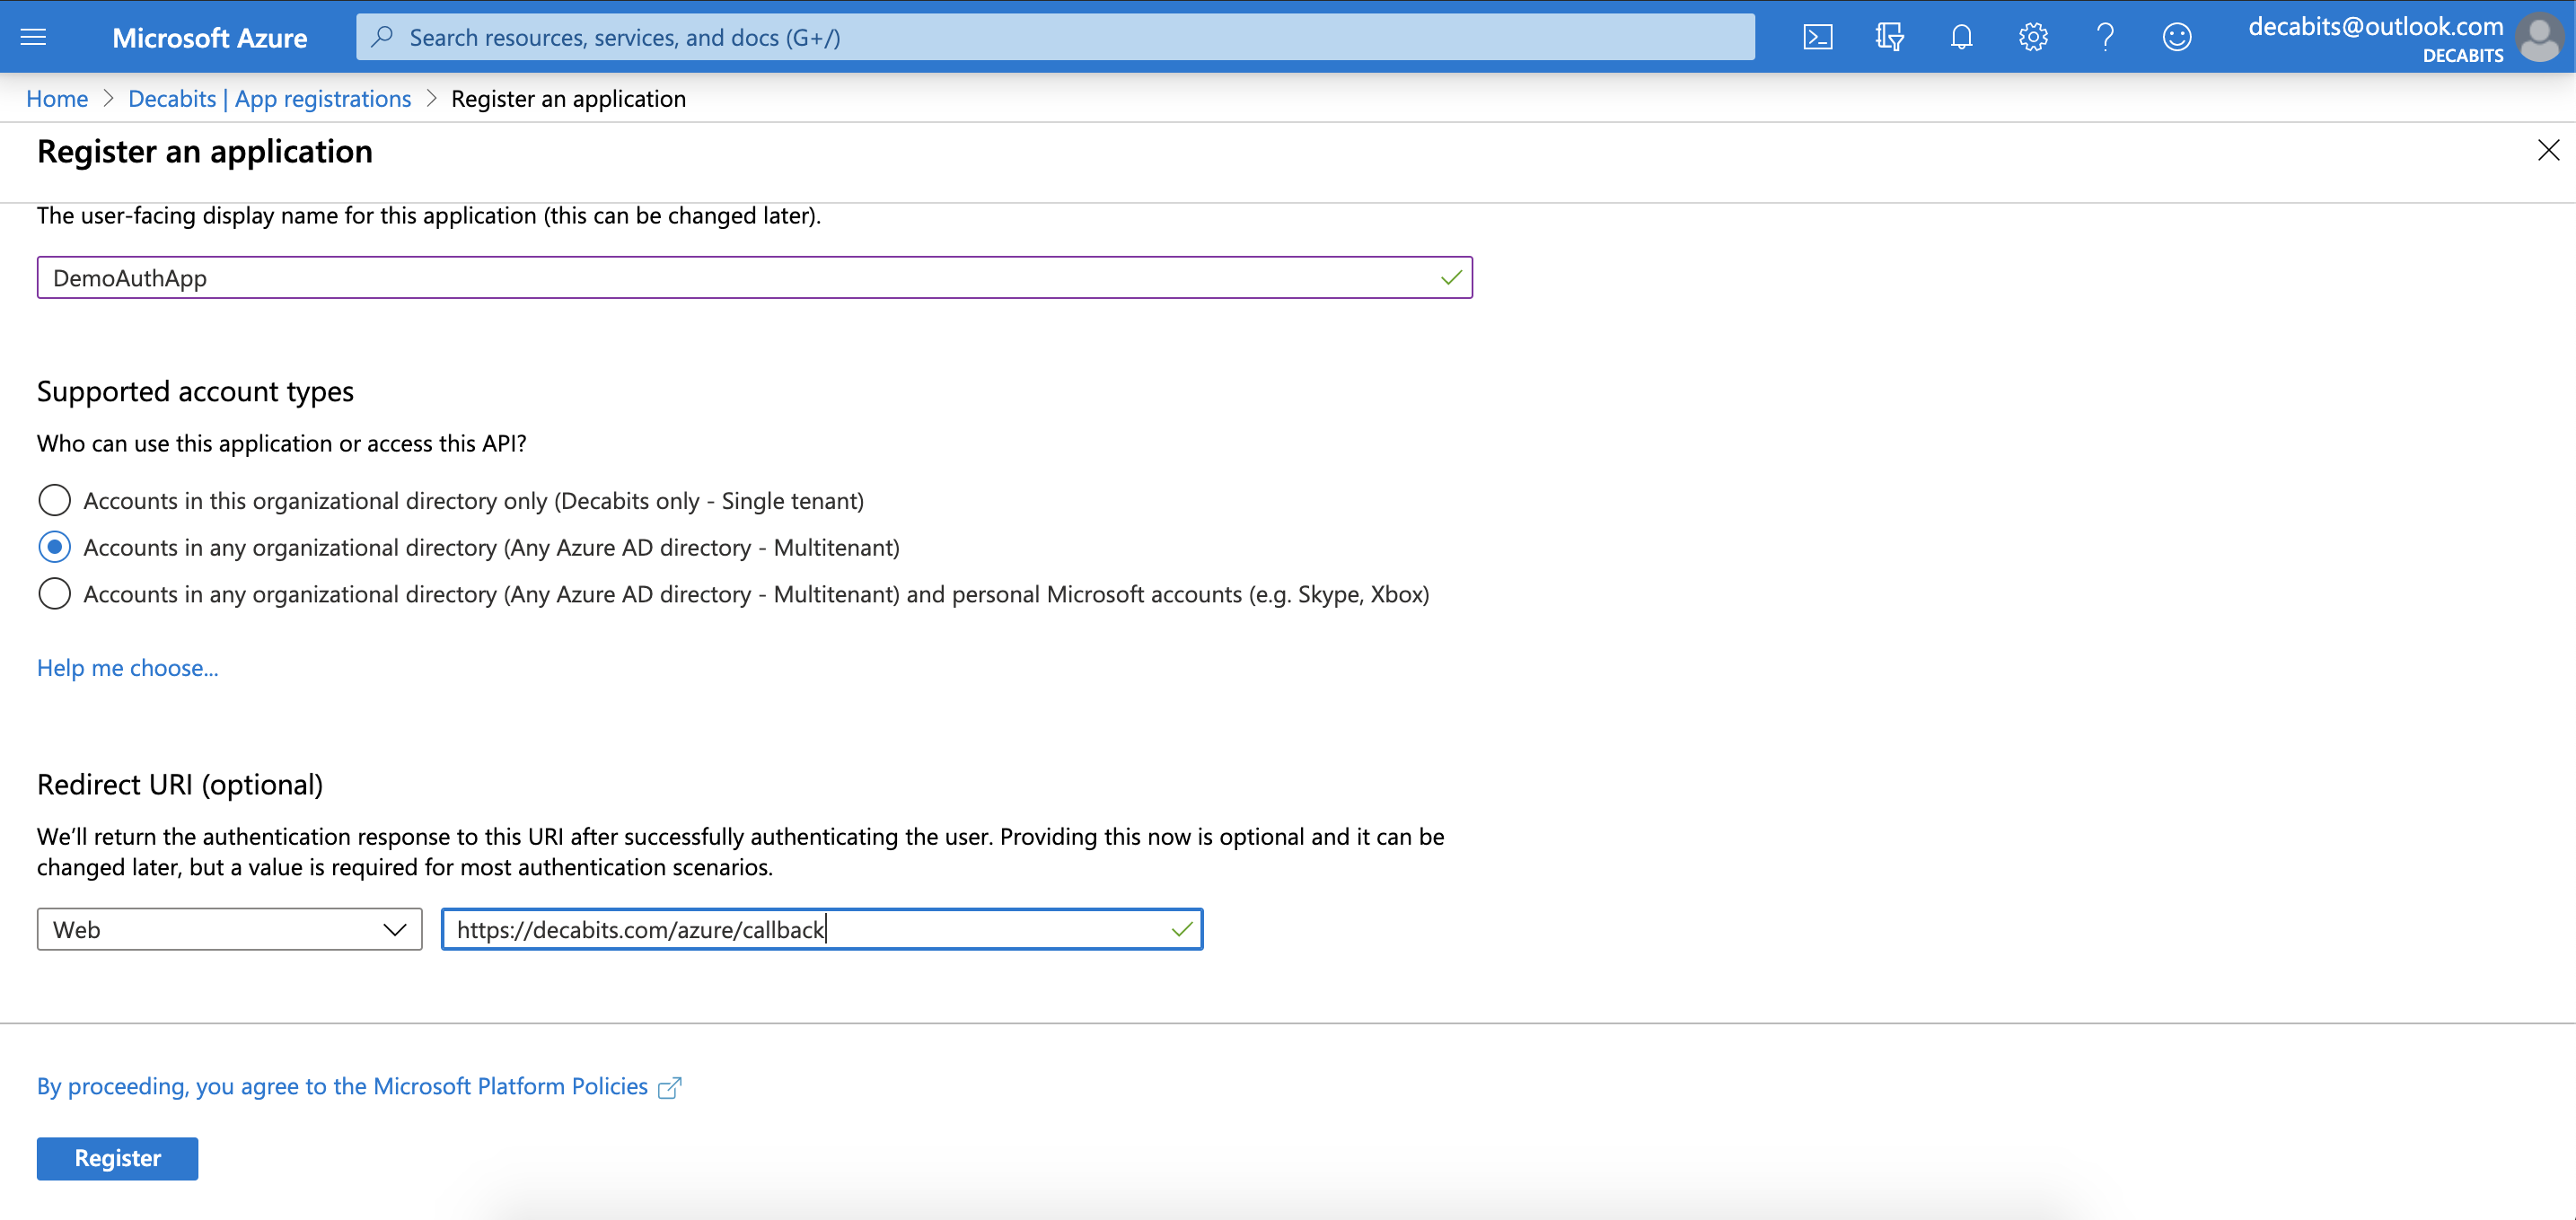 Microsoft Azure
Search resources, services, and docs (G+/)
decabits@outlook.com
DECABITS
Home > Decabits | App registrations > Register an application
Register an application
The user-facing display name for this application (this can be changed later).
DemoAuthApp
Supported account types
Who can use this application or access this API?
Accounts in this organizational directory only (Decabits only - Single tenant)
Accounts in any organizational directory (Any Azure AD directory - Multitenant)
Accounts in any organizational directory (Any Azure AD directory - Multitenant) and personal Microsoft accounts (e.g. Skype, Xbox)
Help me choose...
Redirect URI (optional)
We’ll return the authentication response to this URI after successfully authenticating the user. Providing this now is optional and it can be
changed later, but a value is required for most authentication scenarios.
Web
https://decabits.com/azure/callback
By proceeding, you agree to the Microsoft Platform Policies
Register